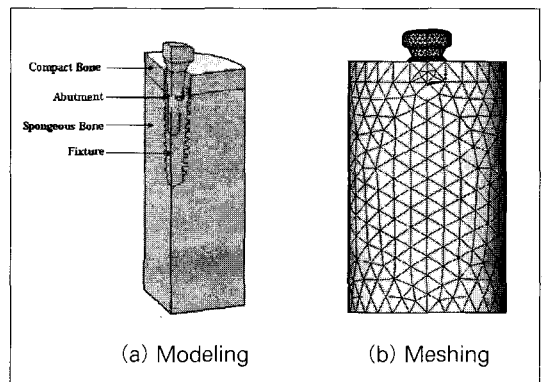 Compact Bone
Abutment
Spongeous Bone
Fixture
(a) Modeling
(b) Meshing